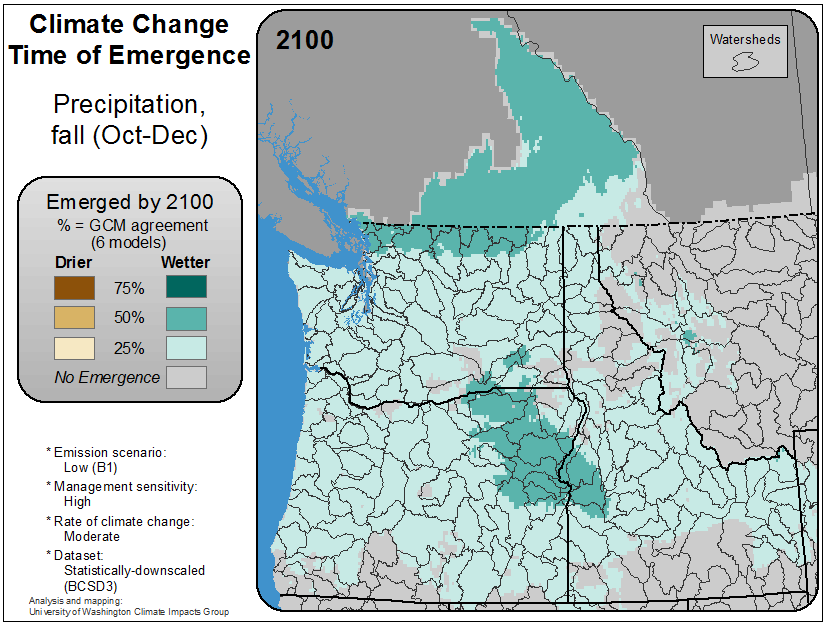 Climate Change
Time of Emergence
Precipitation,
fall (Oct-Dec)
Emerged by 2100
% = GCM agreement
(6 models)
Drier Wetter
75%
50%
25%
No Emergence
* Emission scenario:
Low (B1)
* Management sensitivity:
High
* Rate of climate change:
Moderate
* Dataset:
Statistically-downscaled
(BCSD3)
Analysis and mapping:
University of Washington Climate Impacts Group
2100
Watersheds